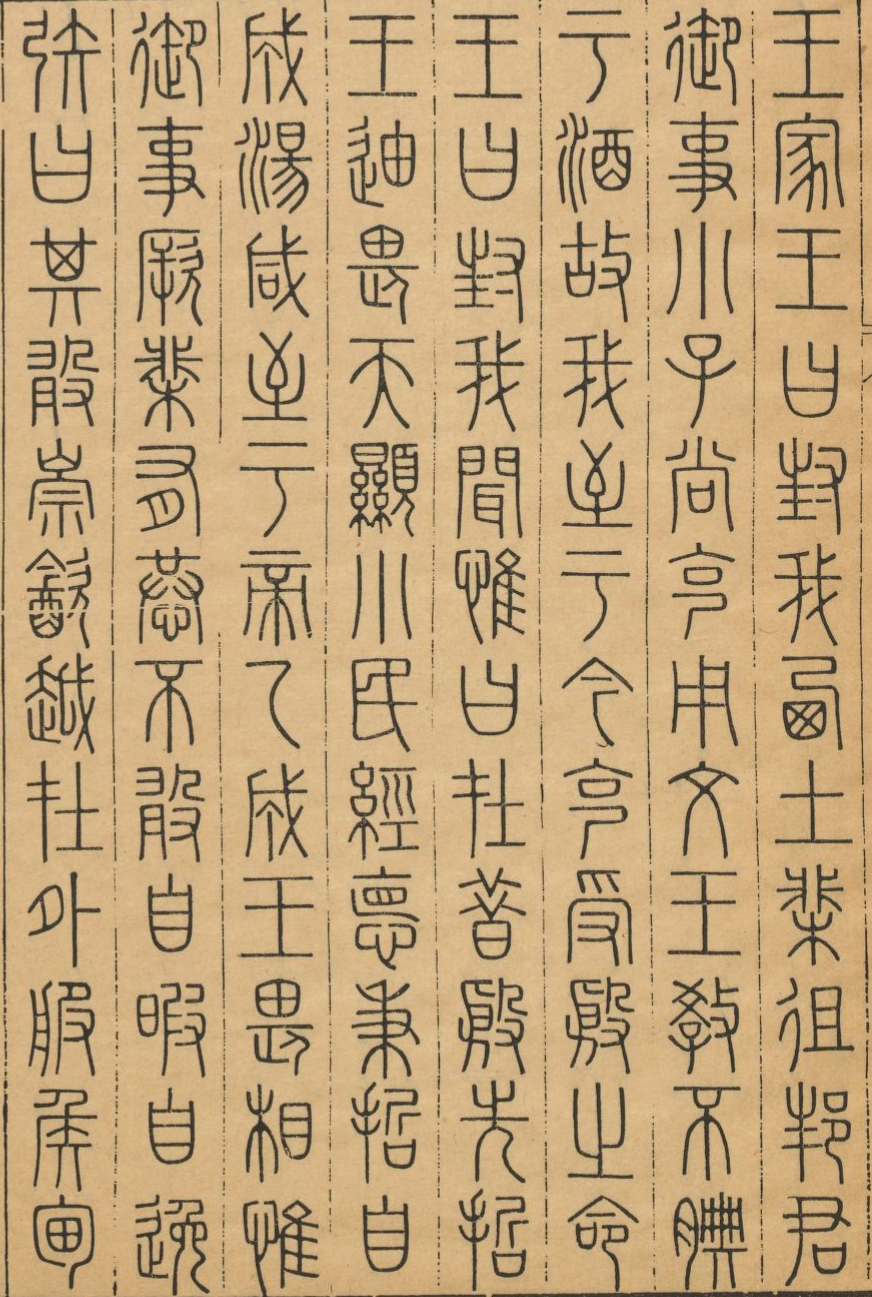 王家王曰封我西土棐徂邦君
御事小子尚克用文王教不腆
于酒故我至于今克受殷之命
王曰封我聞惟曰在昔殷先哲
王迪畏天顯小民經德秉哲自
成湯咸至于帝乙成王畏相惟
御事厥棐有恭不敢自暇自逸
矧曰其敢崇飲越在外服侯甸